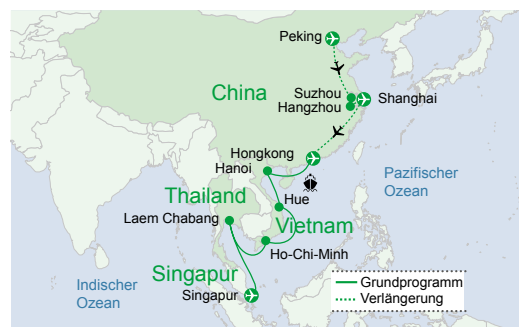 Peking
China
Suzhou
Hangzhou
Shanghai
Hongkong
Hanoi
Pazifischer
Ozean
Thailand
Hue
Laem Chabang
Vietnam
Ho-Chi-Minh
Singapur
Indischer
Ozean
Singapur
Grundprogramm
Verlängerung